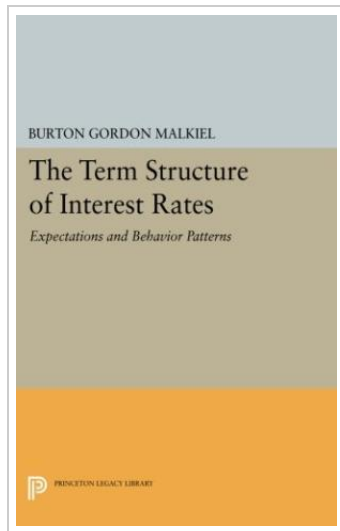 BURTON GORDON MALKIEL
The Term Structure
of Interest Rates
Expectations and Behavior Patterns
PRINCETON LEGACY LIBRARY